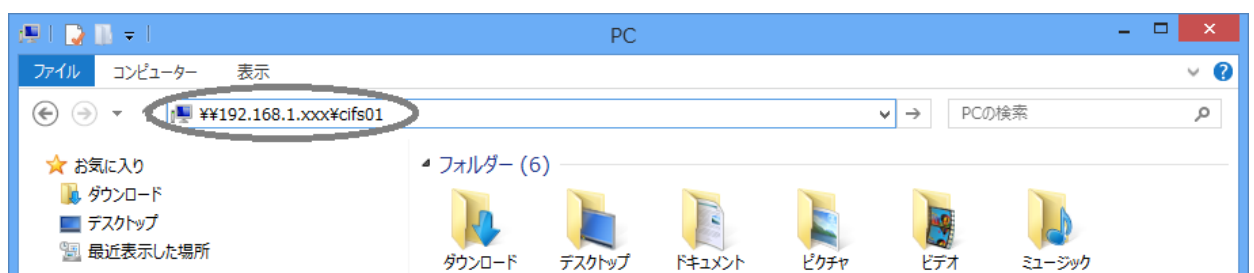 PC
ファイル コンピューター 表示
¥¥192.168.1.xxx¥cifs01 PCの検索
お気に入り
ダウンロード
デスクトップ
最近表示した場所
フォルダー (6)
ダウンロード デスクトップ ドキュメント ピクチャ ビデオ ミュージック